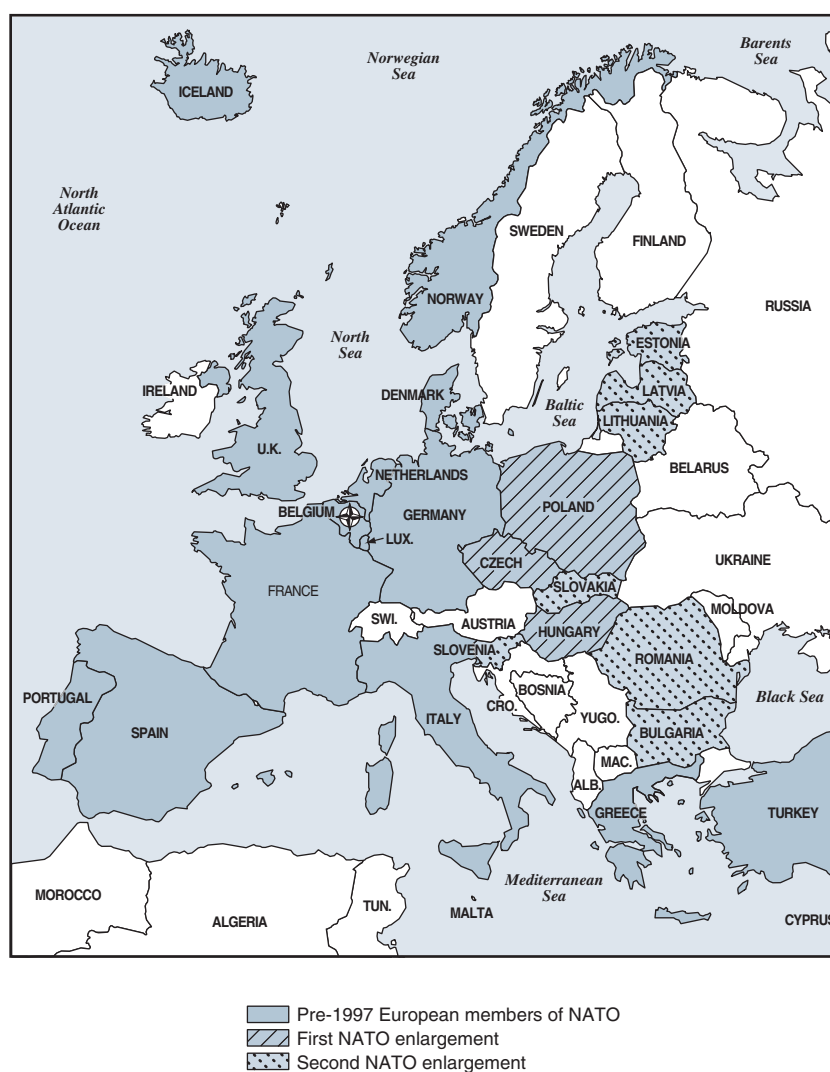 Norwegian
Sea
Barents
Sea
ICELAND
North
Atlantic
Ocean
SWEDEN
FINLAND
NORWAY
RUSSIA
North
Sea
ESTONIA
IRELAND
DENMARK
LATVIA
Baltic
Sea
LITHUANIA
U.K.
BELARUS
NETHERLANDS
BELGIUM
GERMANY
POLAND
LUX.
CZECH
UKRAINE
SLOVAKIA
FRANCE
MOLDOVA
SWI.
AUSTRIA
HUNGARY
SLOVENIA
ROMANIA
BOSNIA
PORTUGAL
CRO.
Black Sea
SPAIN
ITALY
YUGO.
BULGARIA
MAC.
ALB.
GREECE
TURKEY
Mediterranean
Sea
MOROCCO
TUN.
ALGERIA
MALTA
CYPRUS
Pre-1997 European members of NATO
First NATO enlargement
Second NATO enlargement